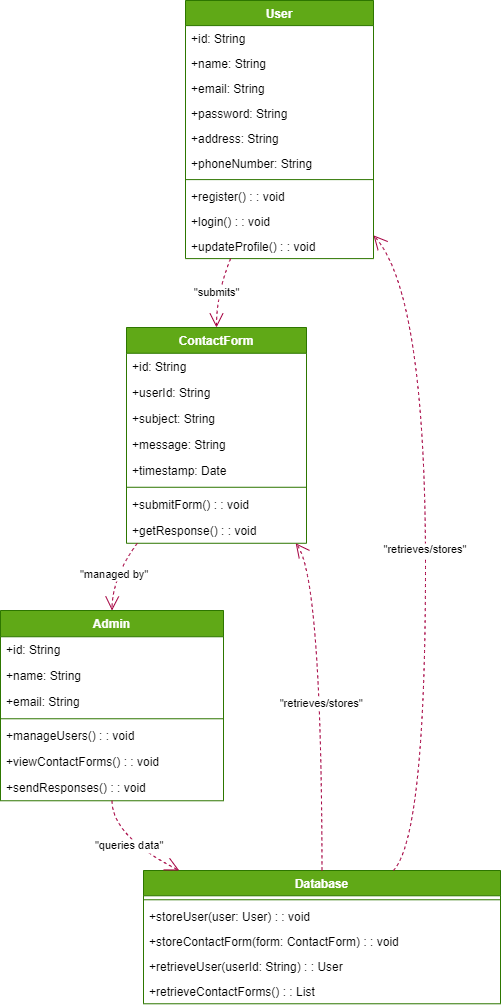 User
+id: String
+name: String
+email: String
+password: String
+address: String
+phoneNumber: String
+register() : : void
+login() : : void
+updateProfile() : : void
"submits"
ContactForm
+id: String
+userId: String
+subject: String
+message: String
+timestamp: Date
+submitForm() : : void
+getResponse() : : void
"retrieves/stores"
"managed by"
Admin
+id: String
+name: String
+email: String
+manageUsers() : : void
+viewContactForms() : : void
+sendResponses() : : void
"retrieves/stores"
"queries data"
Database
+storeUser(user: User) : : void
+storeContactForm(form: ContactForm) : : void
+retrieveUser(userId: String) : : User
+retrieveContactForms() : : List